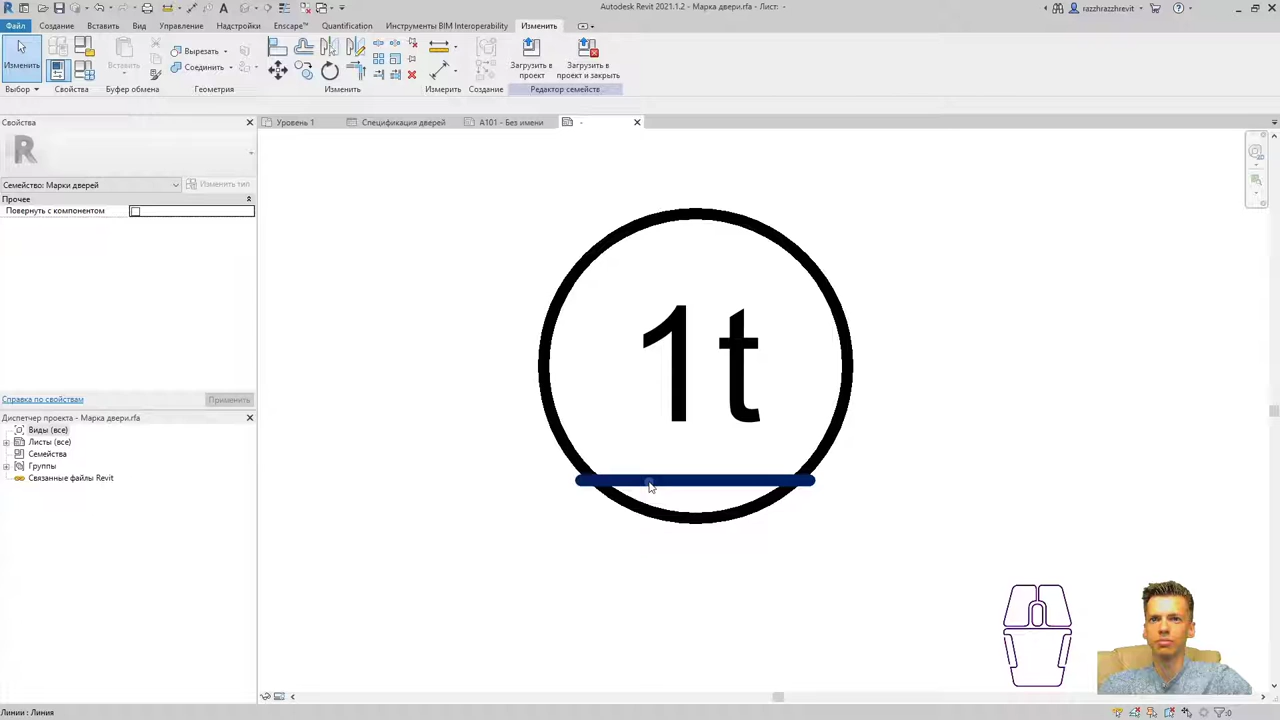 Autodesk Revit 2021.1.2 - Марка двери.rfa - Лист: -
razzhrazzhrevit
Файл Создание Вставить Вид Управление Надстройки Enscape™ Quantification Инструменты BIM Interoperability Изменить
Изменить
Вставить
Вырезать
Соединить
Загрузить в проект
Загрузить в проект и закрыть
Выбор Свойства Буфер обмена Геометрия Изменить Измерить Создание Редактор семейств
Свойства
Уровень 1
Спецификация дверей
A101 - Без имени
-
R
Семейство: Марки дверей
Изменить тип
Прочее
Повернуть с компонентом
1t
Справка по свойствам
Применить
Диспетчер проекта - Марка двери.rfa
Виды (все)
Листы (все)
Семейства
Группы
Связанные файлы Revit
Линии : Линия
:0